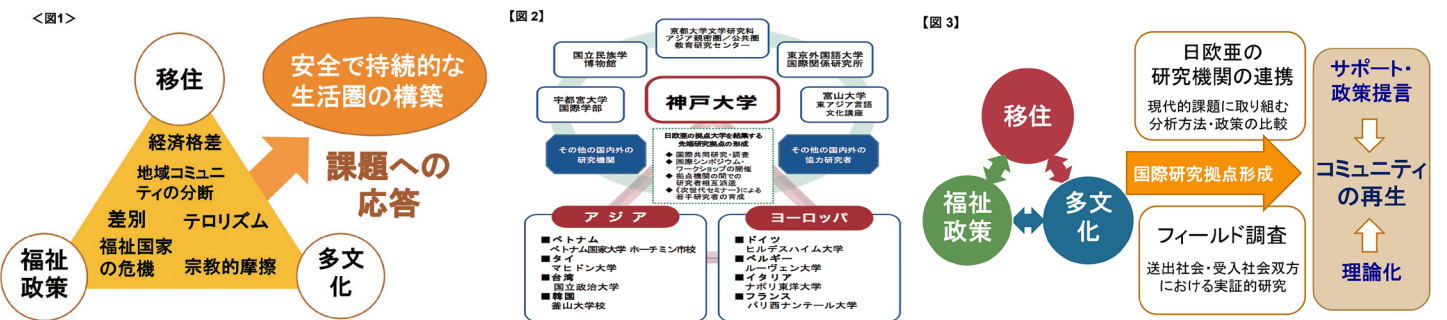 <図1>
移住
安全で持続的な
生活圏の構築
経済格差
地域コミュニ
ティの分断
差別
テロリズム
福祉国家
の危機
宗教的摩擦
課題への
応答
福祉
政策
多文
化
【図2】
京都大学文学研究科
アジア親密圏/公共圏
教育研究センター
国立民族学
博物館
東京外国語大学
国際関係研究所
宇都宮大学
国際学部
神戸大学
富山大学
東アジア言語
文化講座
その他の国内外の
研究機関
日欧亜の拠点大学を結集する
先端研究拠点の形成
◆ 国際共同研究・調査
◆ 国際シンポジウム・
ワークショップの開催
◆ 拠点機関の間での
研究者相互派遣
◆ 《次世代セミナー》による
若手研究者の育成
その他の国内外の
協力研究者
アジア
■ベトナム
ベトナム国家大学 ホーチミン市校
■タイ
マヒドン大学
■台湾
国立政治大学
■韓国
釜山大学校
ヨーロッパ
■ドイツ
ヒルデスハイム大学
■ベルギー
ルーヴェン大学
■イタリア
ナポリ東洋大学
■フランス
パリ西ナンテール大学
【図3】
移住
福祉
政策
多文
化
日欧亜の
研究機関の連携
現代的課題に取り組む
分析方法・政策の比較
国際研究拠点形成
フィールド調査
送出社会・受入社会双方
における実証的研究
サポート・
政策提言
コミュニティ
の再生
理論化